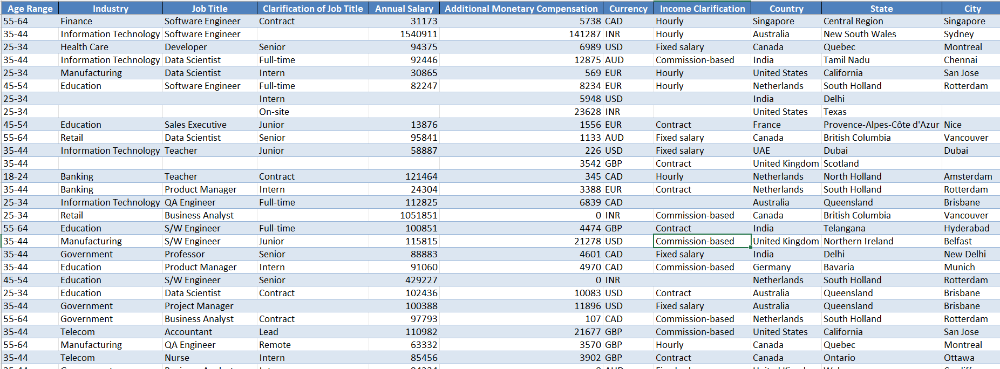 Age Range Industry Job Title Clarification of Job Title Annual Salary Additional Monetary Compensation Currency Income Clarification Country State City
55-64 Finance Software Engineer Contract 31173 5738 CAD Hourly Singapore Central Region Singapore
35-44 Information Technology Software Engineer 1540911 141287 INR Hourly Australia New South Wales Sydney
25-34 Health Care Developer Senior 94375 6989 USD Fixed salary Canada Quebec Montreal
35-44 Information Technology Data Scientist Full-time 92446 12875 AUD Commission-based India Tamil Nadu Chennai
25-34 Manufacturing Data Scientist Intern 30865 569 EUR Hourly United States California San Jose
45-54 Education Software Engineer Full-time 82247 8234 EUR Hourly Netherlands South Holland Rotterdam
25-34 Intern 5948 USD India Delhi
25-34 On-site 23628 INR United States Texas
45-54 Education Sales Executive Junior 13876 1556 EUR Contract France Provence-Alpes-Côte d'Azur Nice
55-64 Retail Data Scientist Senior 95841 1133 AUD Fixed salary Canada British Columbia Vancouver
35-44 Information Technology Teacher Junior 58887 226 USD Fixed salary UAE Dubai Dubai
35-44 3542 GBP Contract United Kingdom Scotland
18-24 Banking Teacher Contract 121464 345 CAD Hourly Netherlands North Holland Amsterdam
35-44 Banking Product Manager Intern 24304 3388 EUR Contract Netherlands South Holland Rotterdam
25-34 Information Technology QA Engineer Full-time 112825 6839 CAD Australia Queensland Brisbane
25-34 Retail Business Analyst 1051851 0 INR Commission-based Canada British Columbia Vancouver
55-64 Education S/W Engineer Full-time 100851 4474 GBP Contract India Telangana Hyderabad
35-44 Manufacturing S/W Engineer Junior 115815 21278 USD Commission-based United Kingdom Northern Ireland Belfast
35-44 Government Professor Senior 88883 4601 CAD Fixed salary India Delhi New Delhi
35-44 Education Product Manager Intern 91060 4970 CAD Commission-based Germany Bavaria Munich
45-54 Education S/W Engineer Senior 429227 0 INR Netherlands South Holland Rotterdam
25-34 Education Data Scientist Contract 102436 10083 USD Contract Australia Queensland Brisbane
35-44 Government Project Manager 100388 11896 USD Fixed salary Australia Queensland Brisbane
55-64 Government Business Analyst Contract 97793 107 CAD Commission-based Netherlands South Holland Rotterdam
35-44 Telecom Accountant Lead 110982 21677 GBP Commission-based United States California San Jose
55-64 Manufacturing QA Engineer Remote 63332 3570 GBP Hourly Canada Quebec Montreal
35-44 Telecom Nurse Intern 85456 3902 GBP Contract Canada Ontario Ottawa